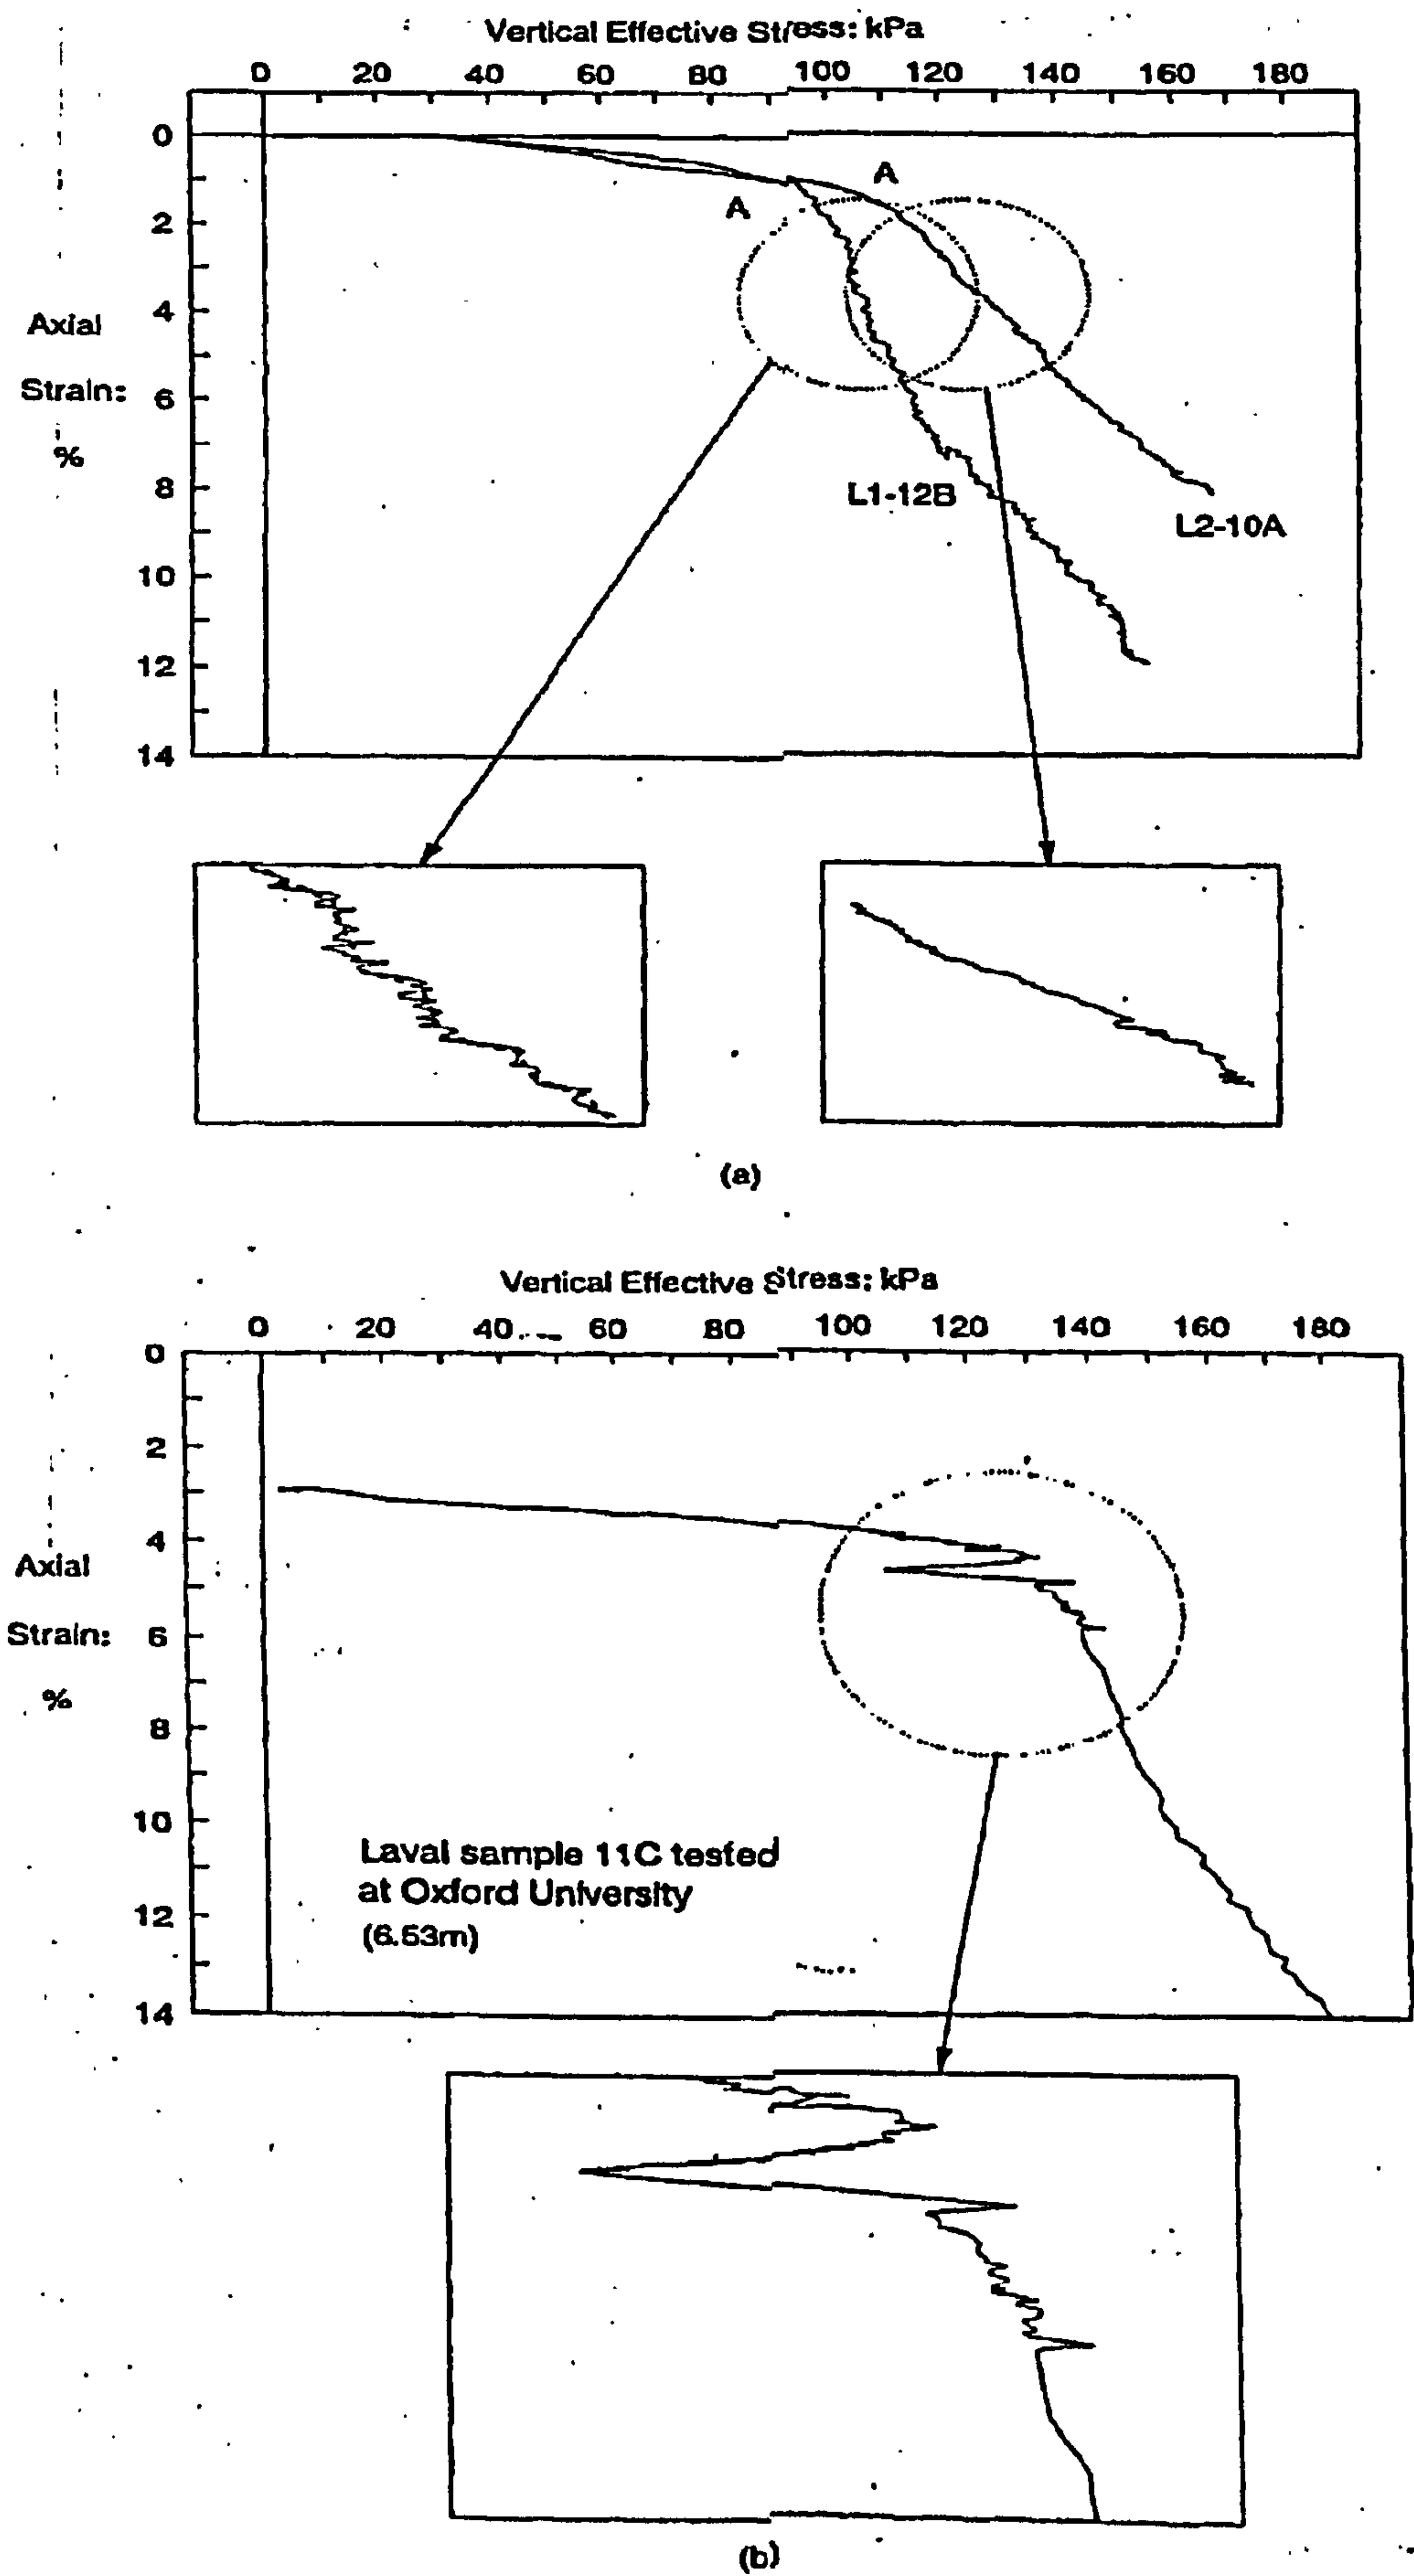 Vertical Effective Stress: kPa
0 20 40 60 80 100 120 140 160 180
0
2
4
6
8
10
12
14
Axial
Strain:
%
A
A
L1-12B
L2-10A
(a)
Vertical Effective Stress: kPa
0 20 40 60 80 100 120 140 160 180
0
2
4
6
8
10
12
14
Axial
Strain:
%
Laval sample 11C tested
at Oxford University
(6.53m)
(b)